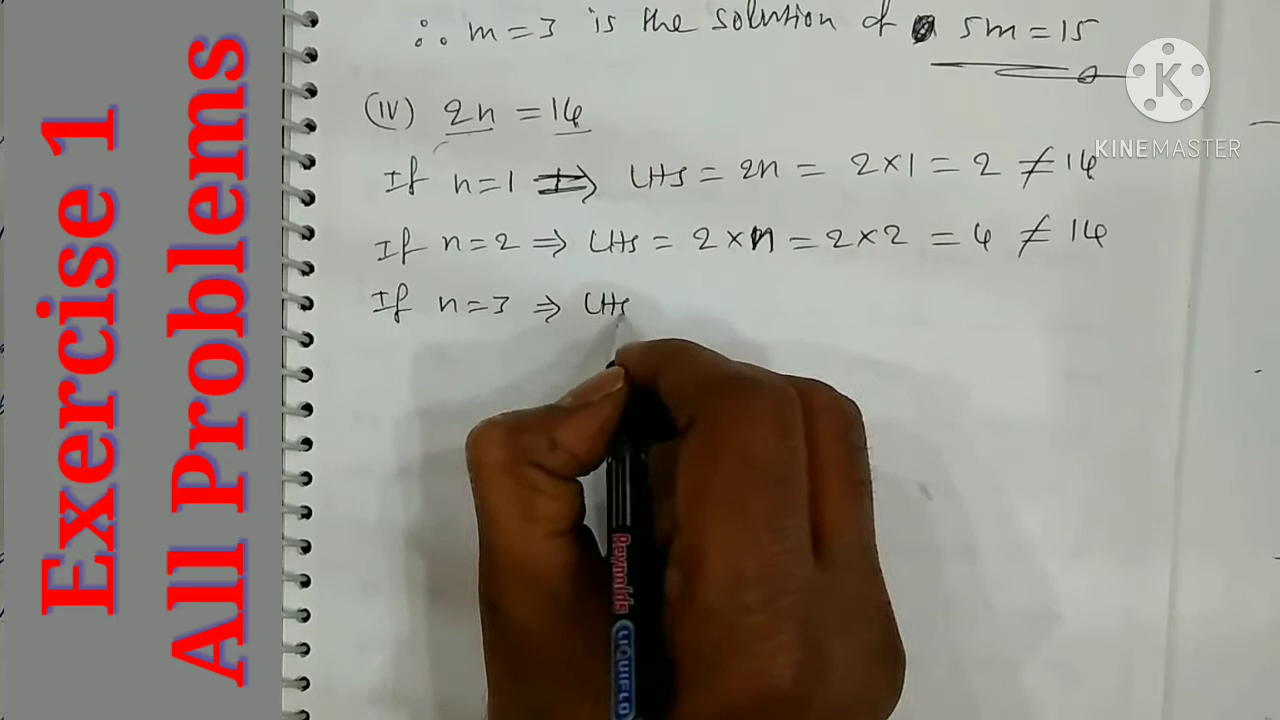 ∴ m = 3 is the solution of 5m = 15
(iv) 2n = 14
If n = 1 ⇒ LHS = 2n = 2 × 1 = 2 ≠ 14
If n = 2 ⇒ LHS = 2 × n = 2 × 2 = 4 ≠ 14
If n = 3 ⇒ LHS
Exercise 1
All Problems
K
KINEMASTER
Reynolds
LIQUIFLO